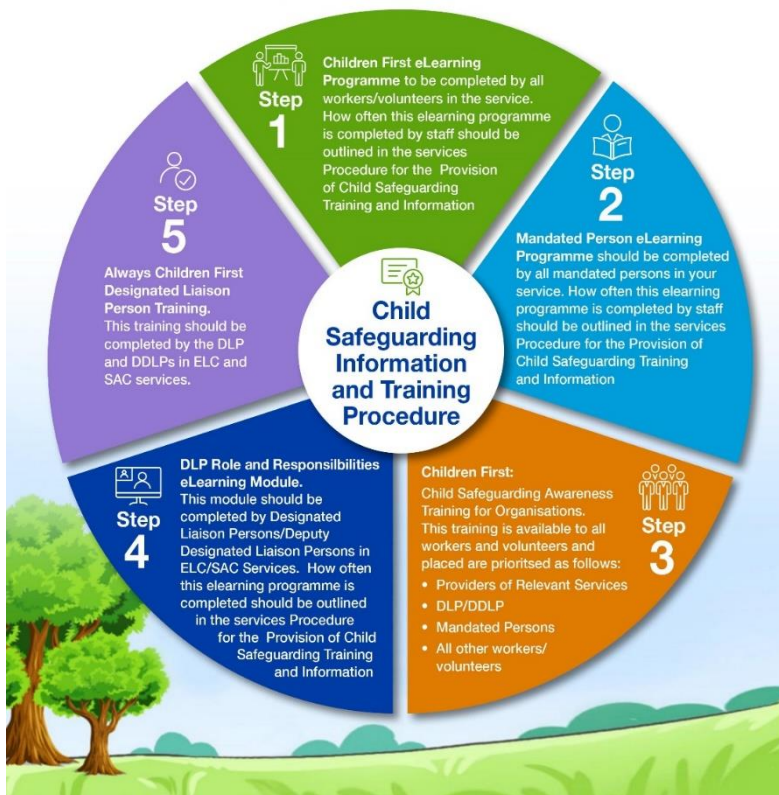 Step
1
Children First eLearning
Programme to be completed by all
workers/volunteers in the service.
How often this elearning programme
is completed by staff should be
outlined in the services
Procedure for the Provision
of Child Safeguarding
Training and Information
Step
2
Mandated Person eLearning
Programme should be completed
by all mandated persons in your
service. How often this elearning
programme is completed by staff
should be outlined in the services
Procedure for the Provision of
Child Safeguarding Training
and Information
Step
3
Children First:
Child Safeguarding Awareness
Training for Organisations.
This training is available to all
workers and volunteers and
placed are prioritsed as follows:
• Providers of Relevant Services
• DLP/DDLP
• Mandated Persons
• All other workers/
volunteers
Step
4
DLP Role and Responsilbilities
eLearning Module.
This module should be
completed by Designated
Liaison Persons/Deputy
Designated Liaison Persons in
ELC/SAC Services. How often
this elearning programme is
completed should be outlined
in the services Procedure
for the Provision of Child
Safeguarding Training
and Information
Step
5
Always Children First
Designated Liaison
Person Training.
This training should be
completed by the DLP
and DDLPs in ELC and
SAC services.
Child
Safeguarding
Information
and Training
Procedure